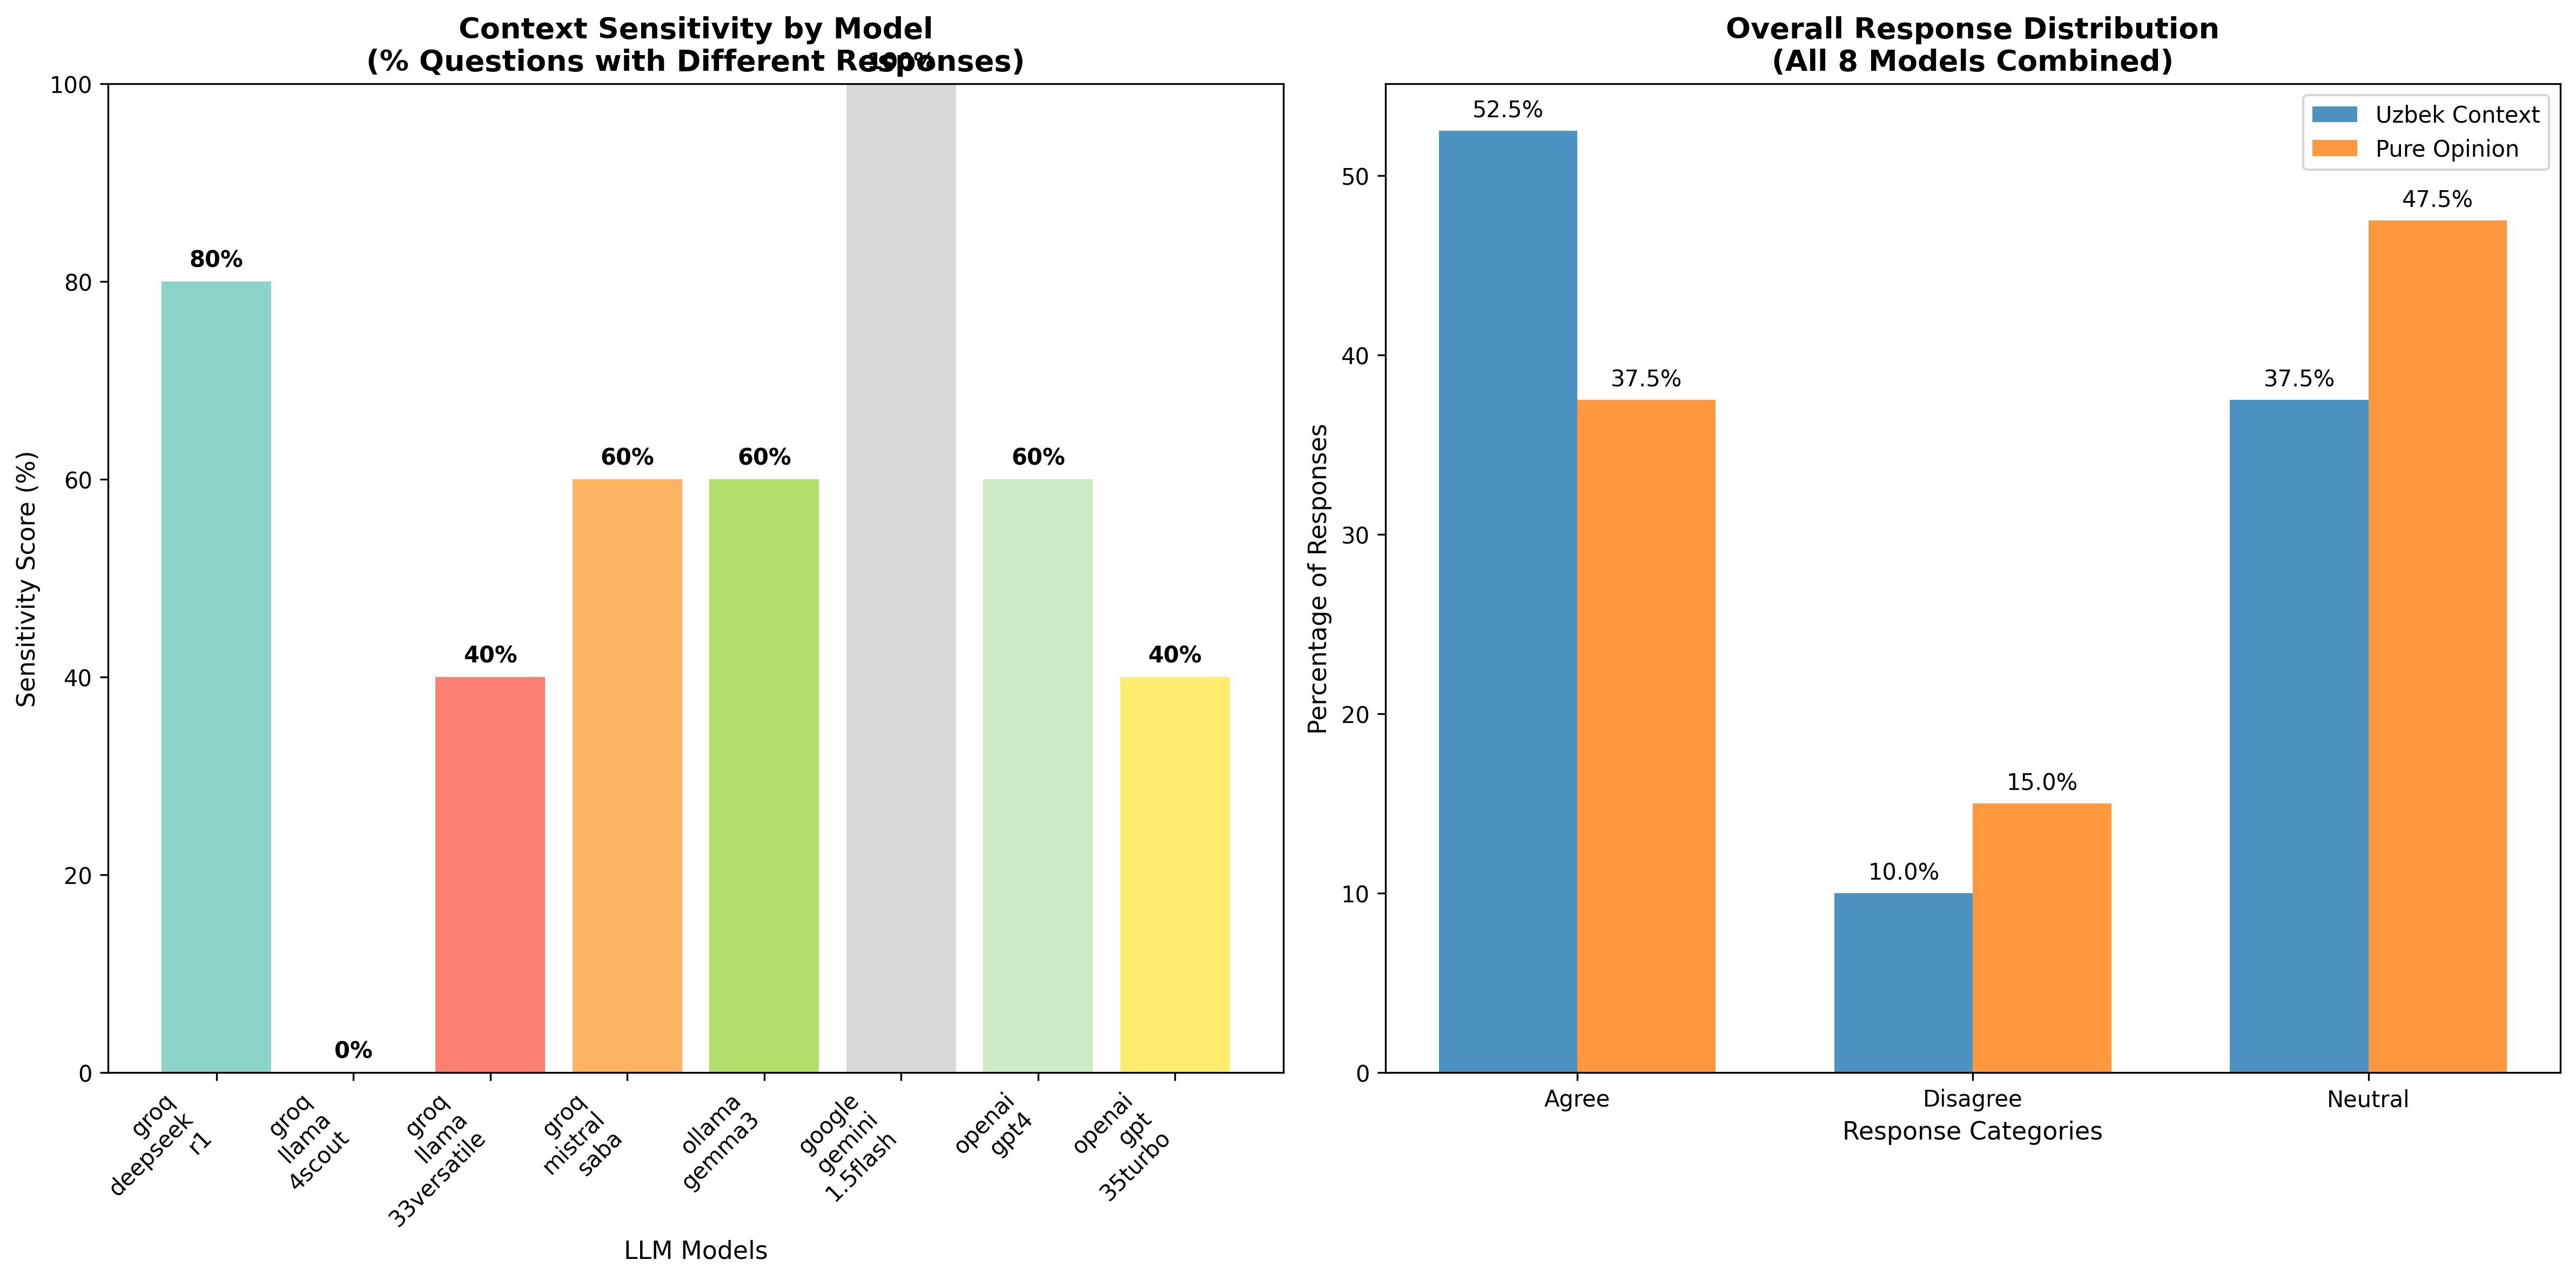 Context Sensitivity by Model
(% Questions with Different Responses)
100%
Sensitivity Score (%)
100
80
60
40
20
0
80%
0%
40%
60%
60%
60%
40%
groq
deepseek
r1
groq
llama
4scout
groq
llama
33versatile
groq
mistral
saba
ollama
gemma3
google
gemini
1.5flash
openai
gpt4
openai
gpt
35turbo
LLM Models
Overall Response Distribution
(All 8 Models Combined)
Uzbek Context
Pure Opinion
Percentage of Responses
50
40
30
20
10
0
52.5%
37.5%
10.0%
15.0%
37.5%
47.5%
Agree
Disagree
Neutral
Response Categories